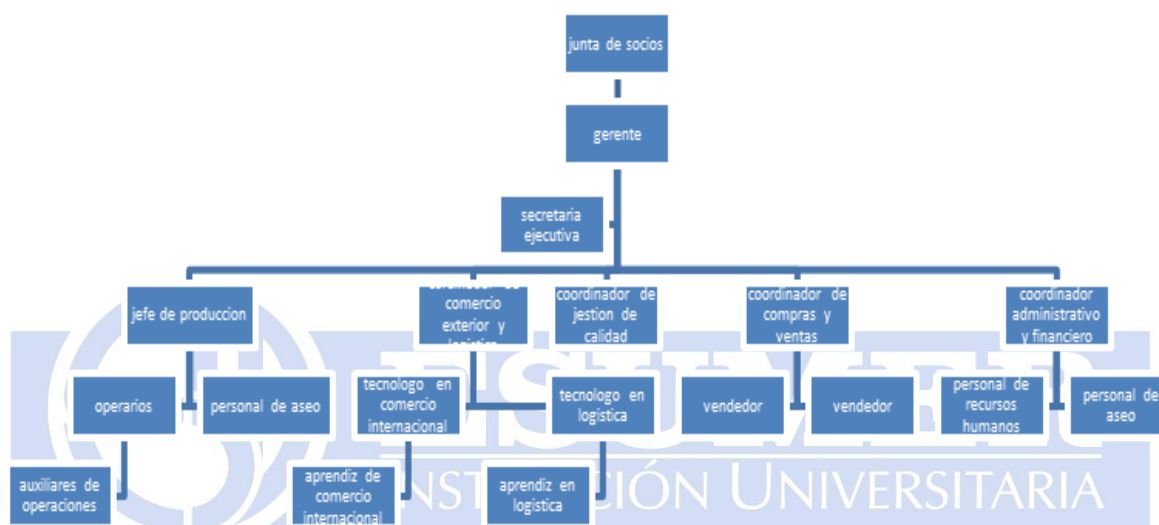 junta de socios
gerente
secretaria
ejecutiva
jefe de produccion
comercio
exterior y
coordinador de
jestion de
calidad
coordinador de
compras y
ventas
coordinador
administrativo
y financiero
operarios
personal de aseo
tecnologo en
comercio
internacional
tecnologo en
logistica
vendedor
vendedor
personal de
recursos
humanos
personal de
aseo
auxiliares de
operaciones
aprendiz de
comercio
internacional
aprendiz en
logistica
UNIVERSITARIA